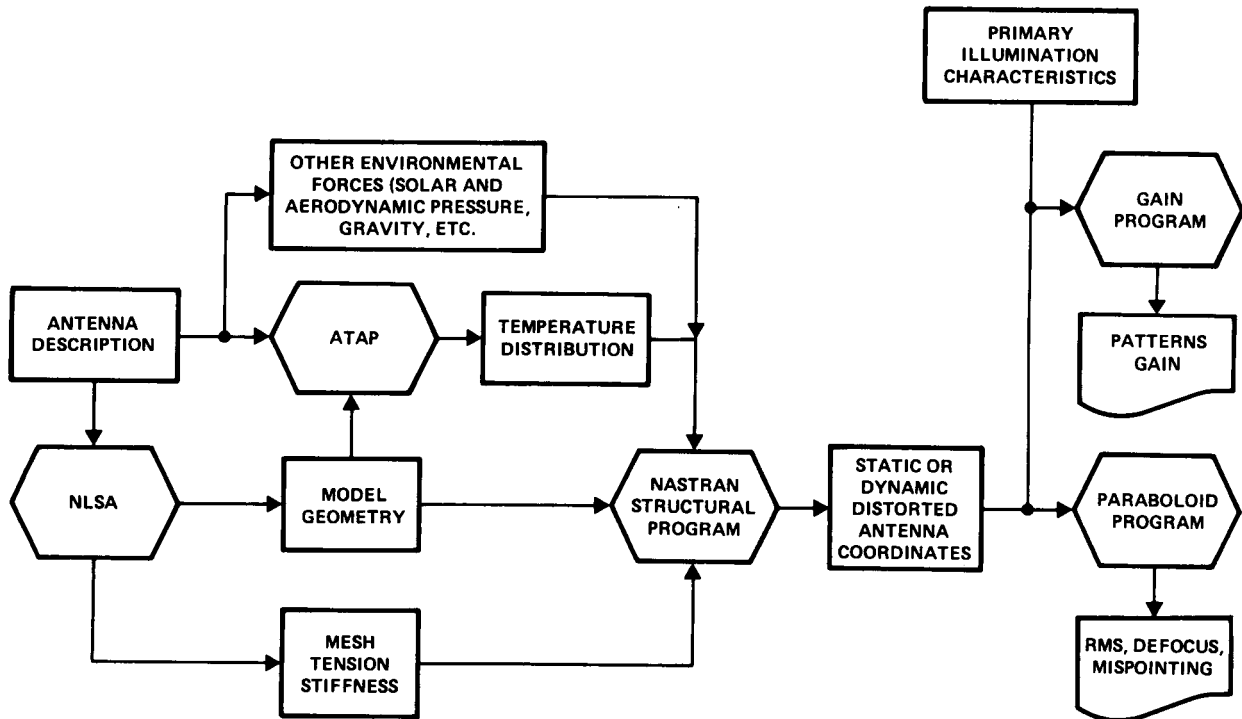 PRIMARY
ILLUMINATION
CHARACTERISTICS
OTHER ENVIRONMENTAL
FORCES (SOLAR AND
AERODYNAMIC PRESSURE,
GRAVITY, ETC.
GAIN
PROGRAM
ANTENNA
DESCRIPTION
ATAP
TEMPERATURE
DISTRIBUTION
PATTERNS
GAIN
NLSA
MODEL
GEOMETRY
NASTRAN
STRUCTURAL
PROGRAM
STATIC OR
DYNAMIC
DISTORTED
ANTENNA
COORDINATES
PARABOLOID
PROGRAM
MESH
TENSION
STIFFNESS
RMS, DEFOCUS,
MISPOINTING